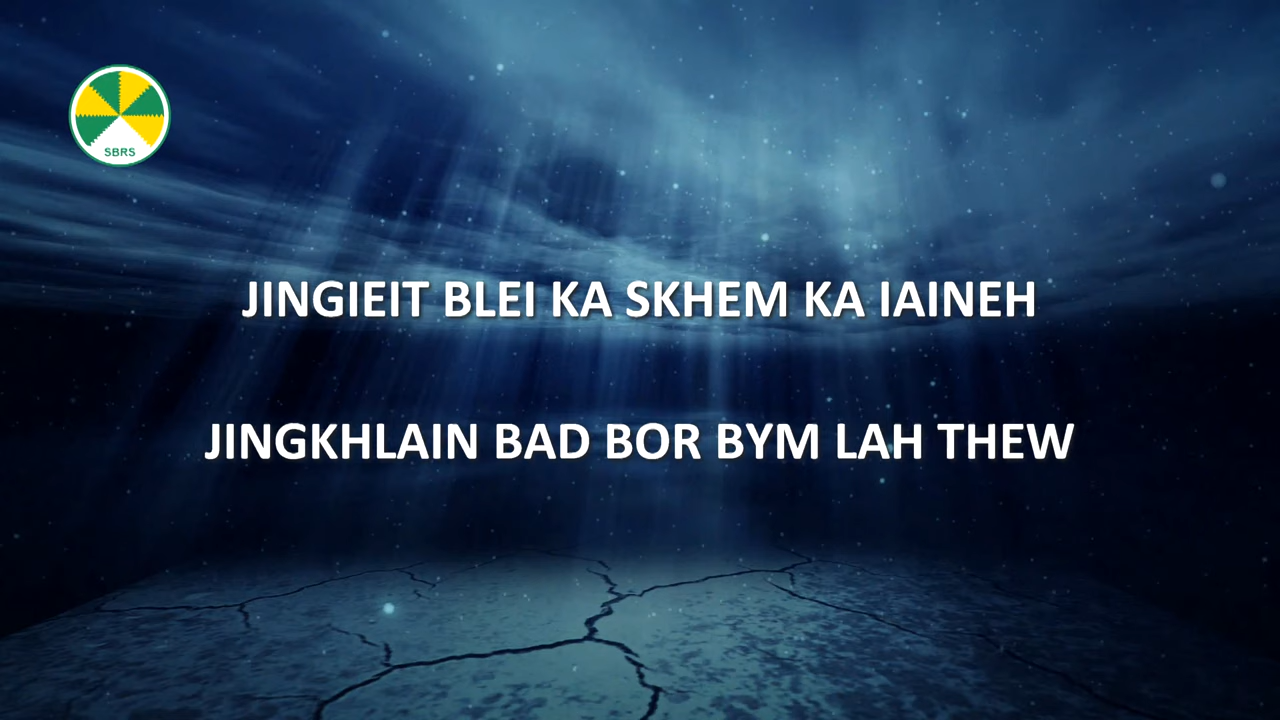 SBRS
JINGIEIT BLEI KA SKHEM KA IAINEH
JINGKHLAIN BAD BOR BYM LAH THEW